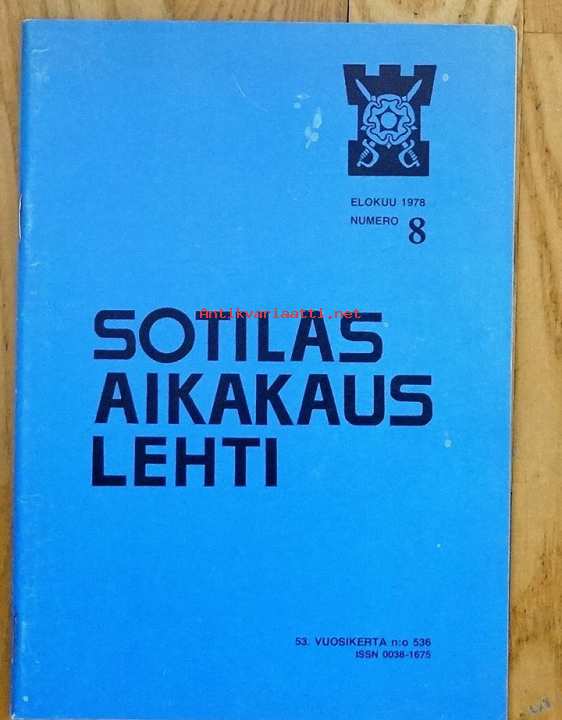 ELOKUU 1978
NUMERO 8
Antikvariaatti.net
SOTILAS
AIKAKAUS
LEHTI
53. VUOSIKERTA n:o 536
ISSN 0038-1675